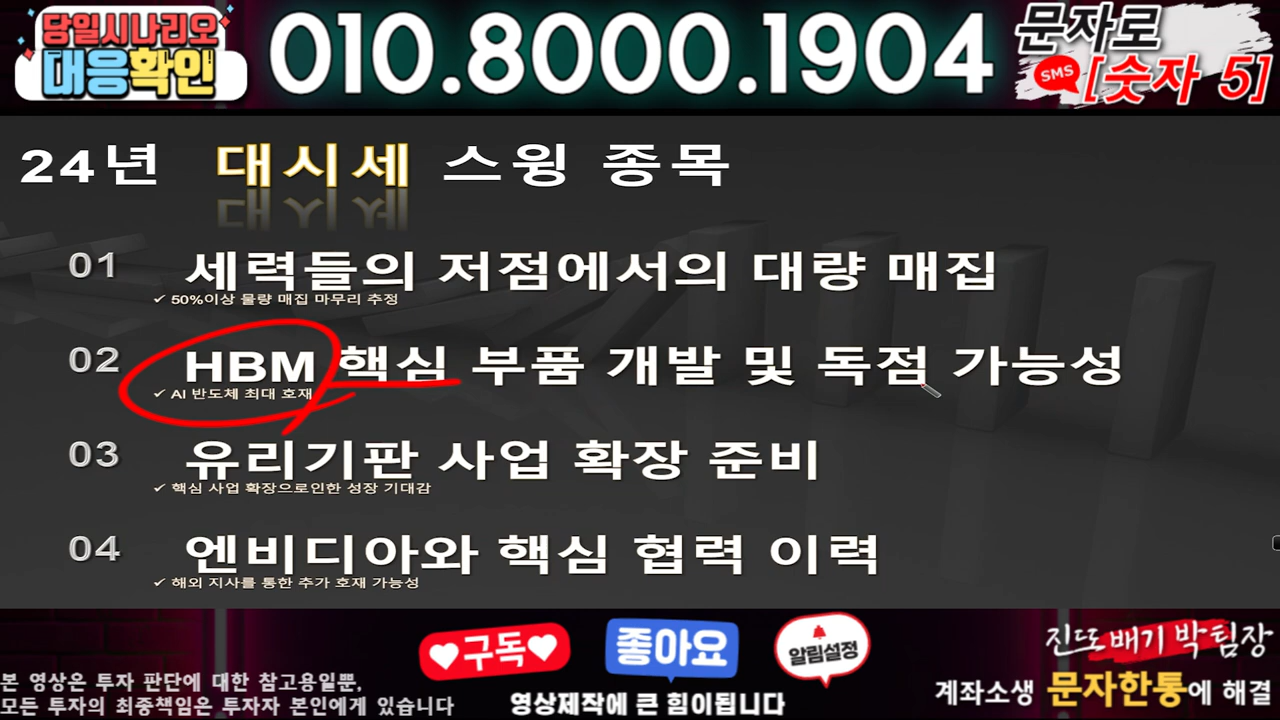 당일시나리오
대응확인
010.8000.1904
문자로
SMS
[숫자 5]
24년 대시세 스윙 종목
01 세력들의 저점에서의 대량 매집
✓ 50%이상 물량 매집 마무리 추정
02 HBM 핵심 부품 개발 및 독점 가능성
✓ AI 반도체 최대 호재
03 유리기판 사업 확장 준비
✓ 핵심 사업 확장으로인한 성장 기대감
04 엔비디아와 핵심 협력 이력
✓ 해외 지사를 통한 추가 호재 가능성
본 영상은 투자 판단에 대한 참고용일뿐,
모든 투자의 최종책임은 투자자 본인에게 있습니다
구독
좋아요
알림설정
영상제작에 큰 힘이됩니다
진또배기 박팀장
계좌소생 문자한통에 해결